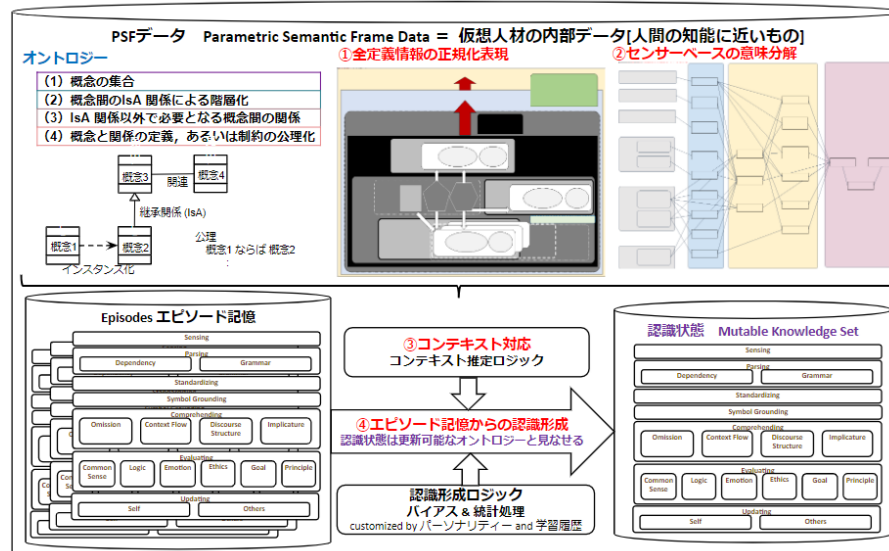 PSFデータ Parametric Semantic Frame Data = 仮想人材の内部データ[人間の知能に近いもの]
オントロジー
(1)概念の集合
(2)概念間のIsA 関係による階層化
(3)IsA 関係以外で必要となる概念間の関係
(4)概念と関係の定義，あるいは制約の公理化
概念3
概念4
関連
継承関係 (IsA)
概念1
概念2
インスタンス化
公理
概念1 ならば 概念2
:
①全定義情報の正規化表現
②センサーベースの意味分解
Episodes エピソード記憶
Sensing
Parsing
Dependency
Grammar
Standardizing
Symbol Grounding
Comprehending
Omission
Context Flow
Discourse
Structure
Implicature
Evaluating
Common
Sense
Logic
Emotion
Ethics
Goal
Principle
Updating
Self
Others
③コンテキスト対応
コンテキスト推定ロジック
④エピソード記憶からの認識形成
認識状態は更新可能なオントロジーと見なせる
認識形成ロジック
バイアス & 統計処理
customized by パーソナリティー and 学習履歴
認識状態 Mutable Knowledge Set
Sensing
Parsing
Dependency
Grammar
Standardizing
Symbol Grounding
Comprehending
Omission
Context Flow
Discourse
Structure
Implicature
Evaluating
Common
Sense
Logic
Emotion
Ethics
Goal
Principle
Updating
Self
Others